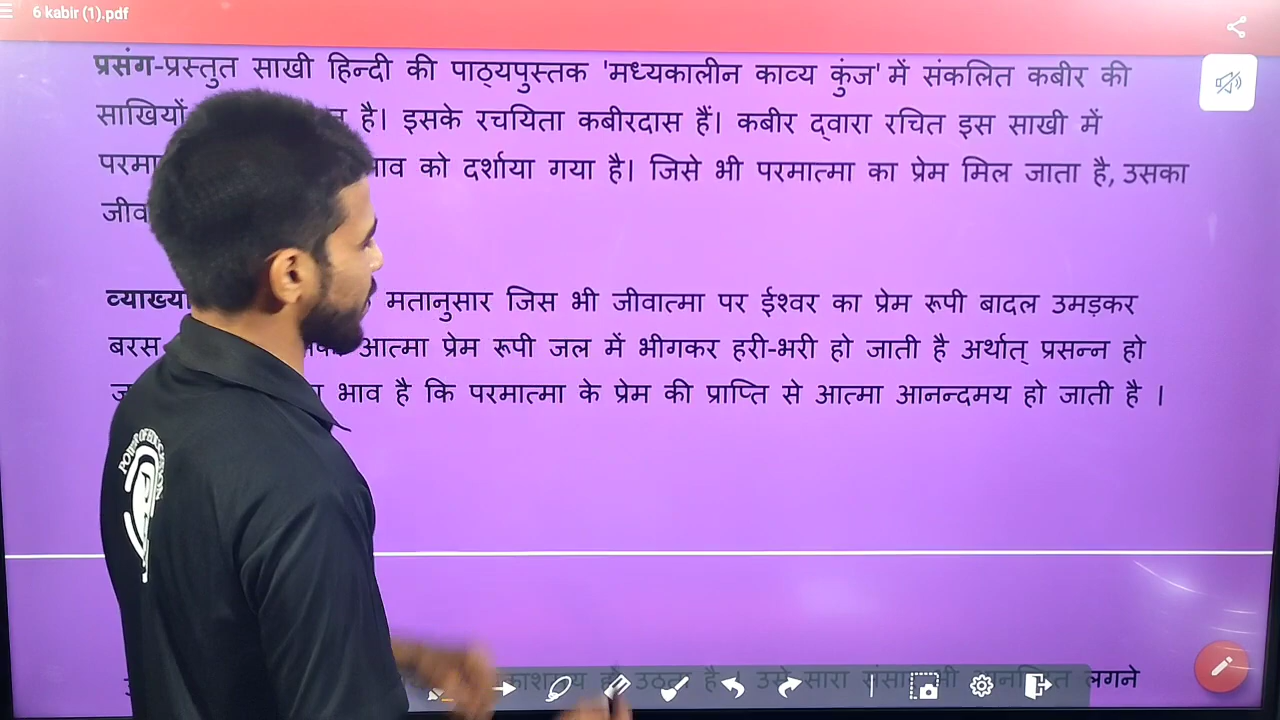 6 kabir (1).pdf
प्रसंग-प्रस्तुत साखी हिन्दी की पाठ्यपुस्तक 'मध्यकालीन काव्य कुंज' में संकलित कबीर की
साखियों है। इसके रचयिता कबीरदास हैं। कबीर द्वारा रचित इस साखी में
को दर्शाया गया है। जिसे भी परमात्मा का प्रेम मिल जाता है, उसका
व्याख्या मतानुसार जिस भी जीवात्मा पर ईश्वर का प्रेम रूपी बादल उमड़कर
बरस आत्मा प्रेम रूपी जल में भीगकर हरी-भरी हो जाती है अर्थात् प्रसन्न हो
भाव है कि परमात्मा के प्रेम की प्राप्ति से आत्मा आनन्दमय हो जाती है ।
उठता है। उसे सारा संसार भी लगने